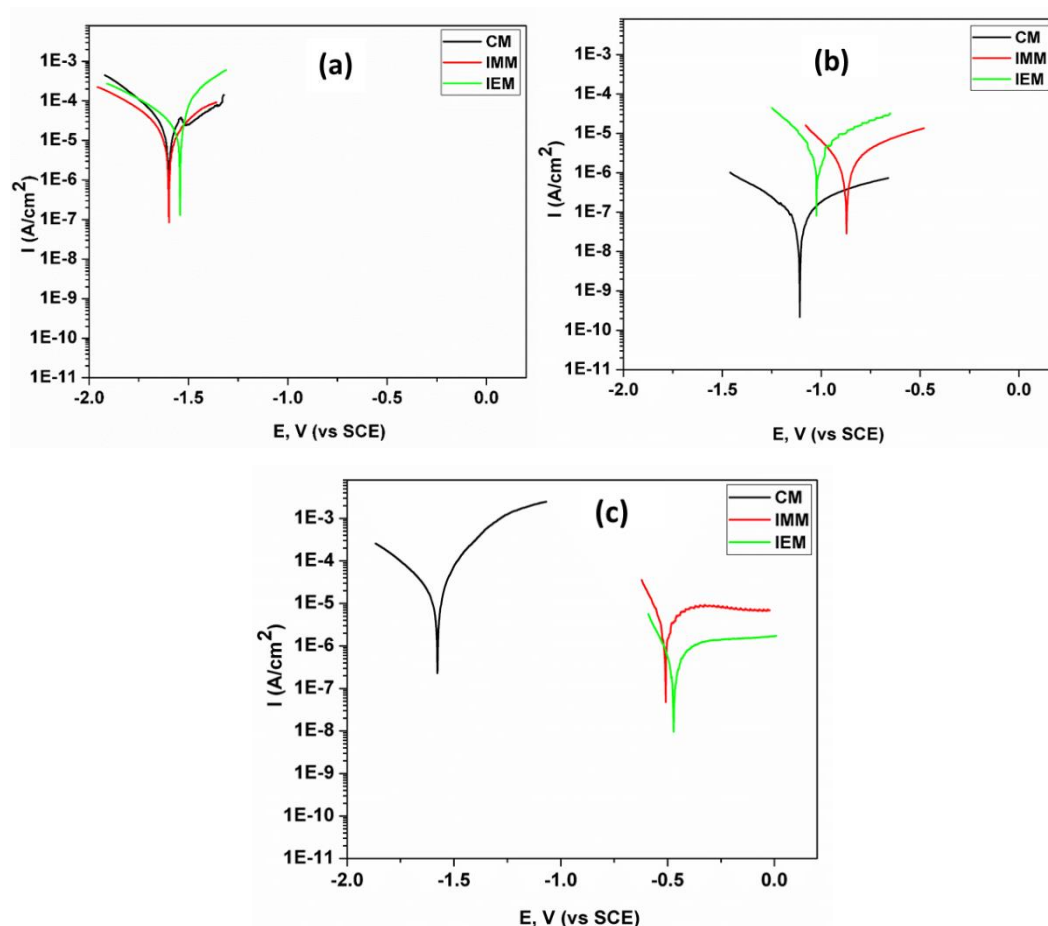 (a)
CM
IMM
IEM
I (A/cm2)
1E-3
1E-4
1E-5
1E-6
1E-7
1E-8
1E-9
1E-10
1E-11
-2.0 -1.5 -1.0 -0.5 0.0
E, V (vs SCE)
(b)
CM
IMM
IEM
I (A/cm2)
1E-3
1E-4
1E-5
1E-6
1E-7
1E-8
1E-9
1E-10
1E-11
-2.0 -1.5 -1.0 -0.5 0.0
E, V (vs SCE)
(c)
CM
IMM
IEM
I (A/cm2)
1E-3
1E-4
1E-5
1E-6
1E-7
1E-8
1E-9
1E-10
1E-11
-2.0 -1.5 -1.0 -0.5 0.0
E, V (vs SCE)